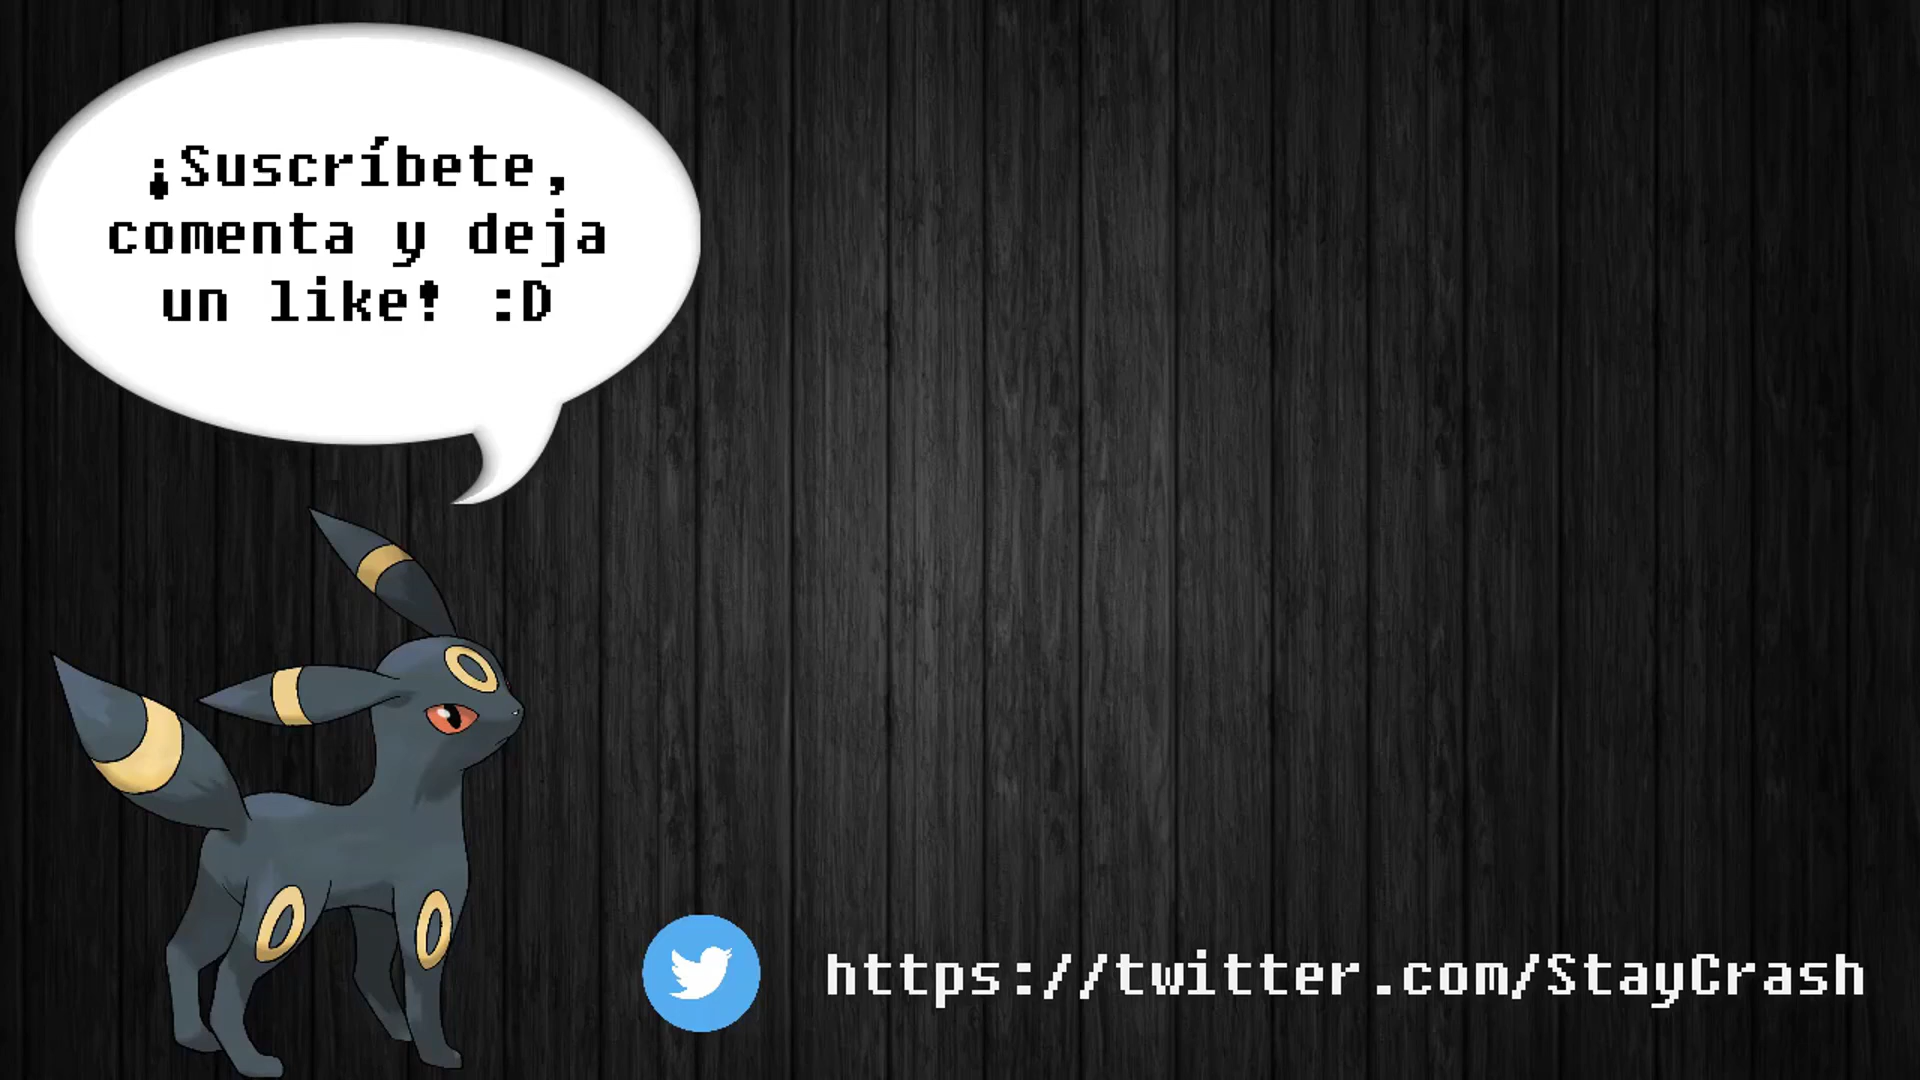 ¡Suscríbete,
comenta y deja
un like! :D
https://twitter.com/StayCrash